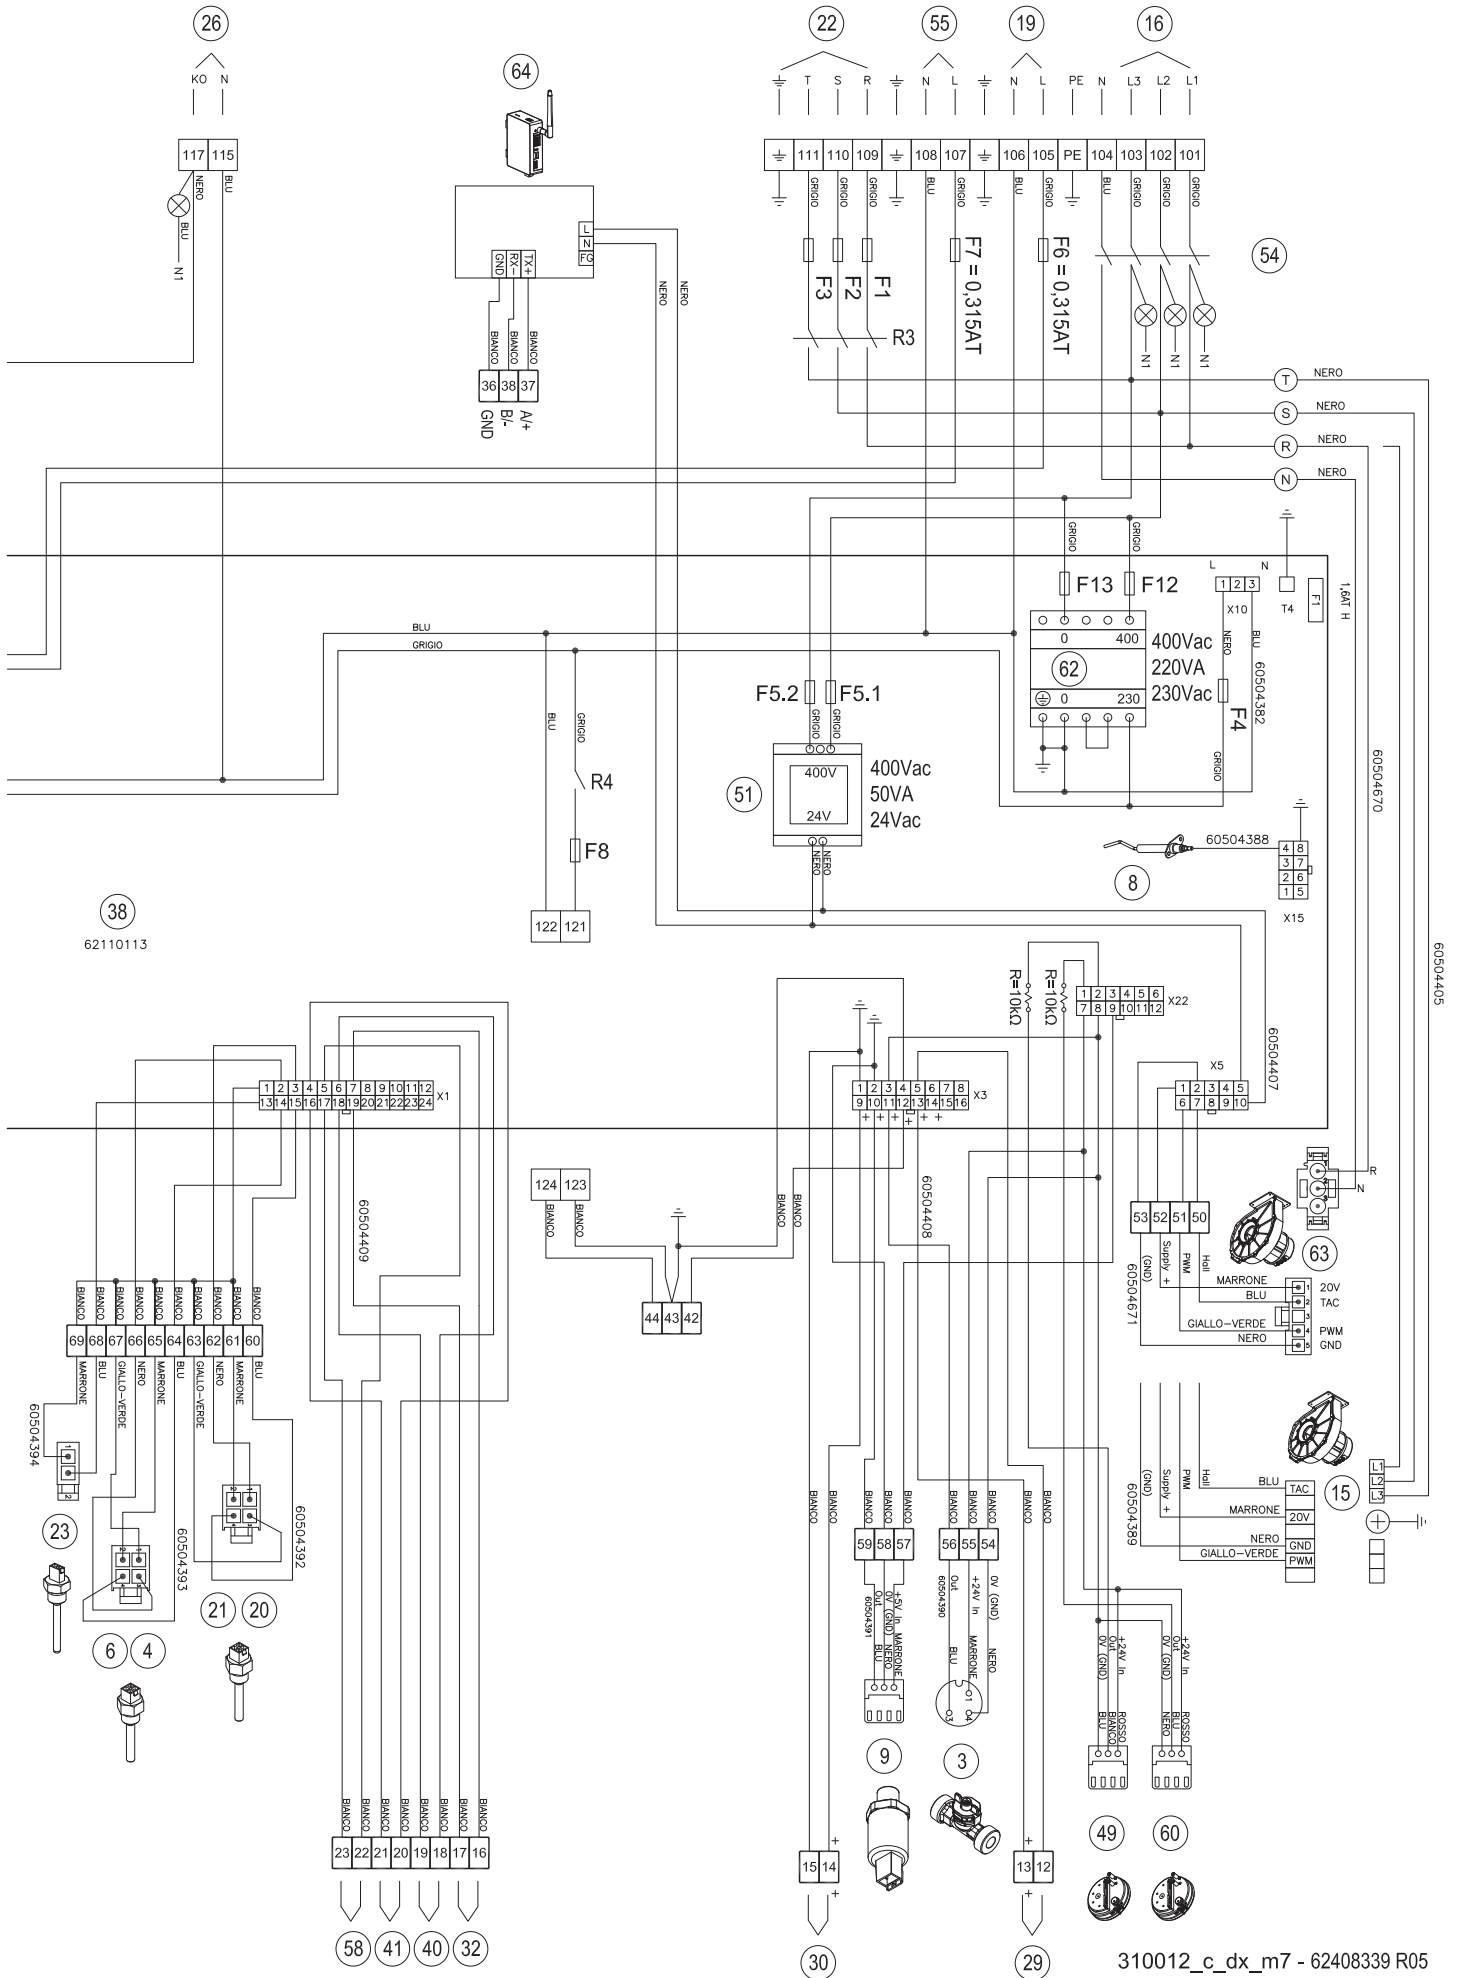 26
22
55
19
16
KO N
64
T S R
N L
N L
PE N L3 L2 L1
117 115
111 110 109
108 107
106 105 PE 104 103 102 101
NERO
BLU
BLU
N1
GRIGIO
GRIGIO
GRIGIO
BLU
GRIGIO
BLU
GRIGIO
BLU
GRIGIO
GRIGIO
GRIGIO
L
N
FG
GND
RX-
TX+
BIANCO
BIANCO
BIANCO
36 38 37
GND
B/-
A/+
NERO
NERO
F3
F2
F1
R3
F7 = 0,315AT
F6 = 0,315AT
54
N1
N1
N1
T NERO
S NERO
R NERO
N NERO
GRIGIO
GRIGIO
F13
F12
L N
1 2 3
X10
T4
F1
1,6AT H
BLU
GRIGIO
0 400
400Vac
220VA
230Vac
62
0 230
NERO
BLU
60504382
F4
GRIGIO
F5.2
F5.1
GRIGIO
GRIGIO
BLU
GRIGIO
R4
F8
51
400V
24V
400Vac
50VA
24Vac
NERO
NERO
60504670
60504388
8
4 8
3 7
2 6
1 5
X15
38
62110113
122 121
60504405
R=10kΩ
R=10kΩ
1 2 3 4 5 6
7 8 9 10 11 12
X22
60504407
X5
1 2 3 4 5
6 7 8 9 10
1 2 3 4 5 6 7 8 9 10 11 12
13 14 15 16 17 18 19 20 21 22 23 24
X1
1 2 3 4 5 6 7 8
9 10 11 12 13 14 15 16
X3
+ + + + + +
124 123
BIANCO
BIANCO
BIANCO
BIANCO
60504408
60504409
44 43 42
53 52 51 50
(GND)
Supply +
PWM
Hall
60504671
1
2
3
R
N
63
MARRONE 1 20V
BLU 2 TAC
3
GIALLO-VERDE 4 PWM
NERO 5 GND
BIANCO
BIANCO
BIANCO
BIANCO
BIANCO
BIANCO
BIANCO
BIANCO
BIANCO
BIANCO
69 68 67 66 65 64 63 62 61 60
MARRONE
BLU
GIALLO-VERDE
NERO
MARRONE
BLU
GIALLO-VERDE
NERO
MARRONE
BLU
60504394
1
2
23
60504393
60504392
6 4
21 20
(GND)
Supply +
PWM
Hall
60504389
BLU TAC
MARRONE 20V
NERO GND
GIALLO-VERDE PWM
15
L1
L2
L3
BIANCO
BIANCO
BIANCO
BIANCO
BIANCO
BIANCO
BIANCO
BIANCO
BIANCO
BIANCO
59 58 57
56 55 54
60504391
Out
0V (GND)
+5V In
BLU
NERO
MARRONE
60504390
Out
+24V In
0V (GND)
BLU
MARRONE
NERO
1
3
4
0V (GND)
Out
+24V In
BLU
BIANCO
ROSSO
0V (GND)
Out
+24V In
NERO
BLU
ROSSO
9
3
49
60
BIANCO
BIANCO
BIANCO
BIANCO
BIANCO
BIANCO
BIANCO
BIANCO
23 22 21 20 19 18 17 16
+
15 14
+
+
13 12
+
58
41
40
32
30
29
310012_c_dx_m7 - 62408339 R05